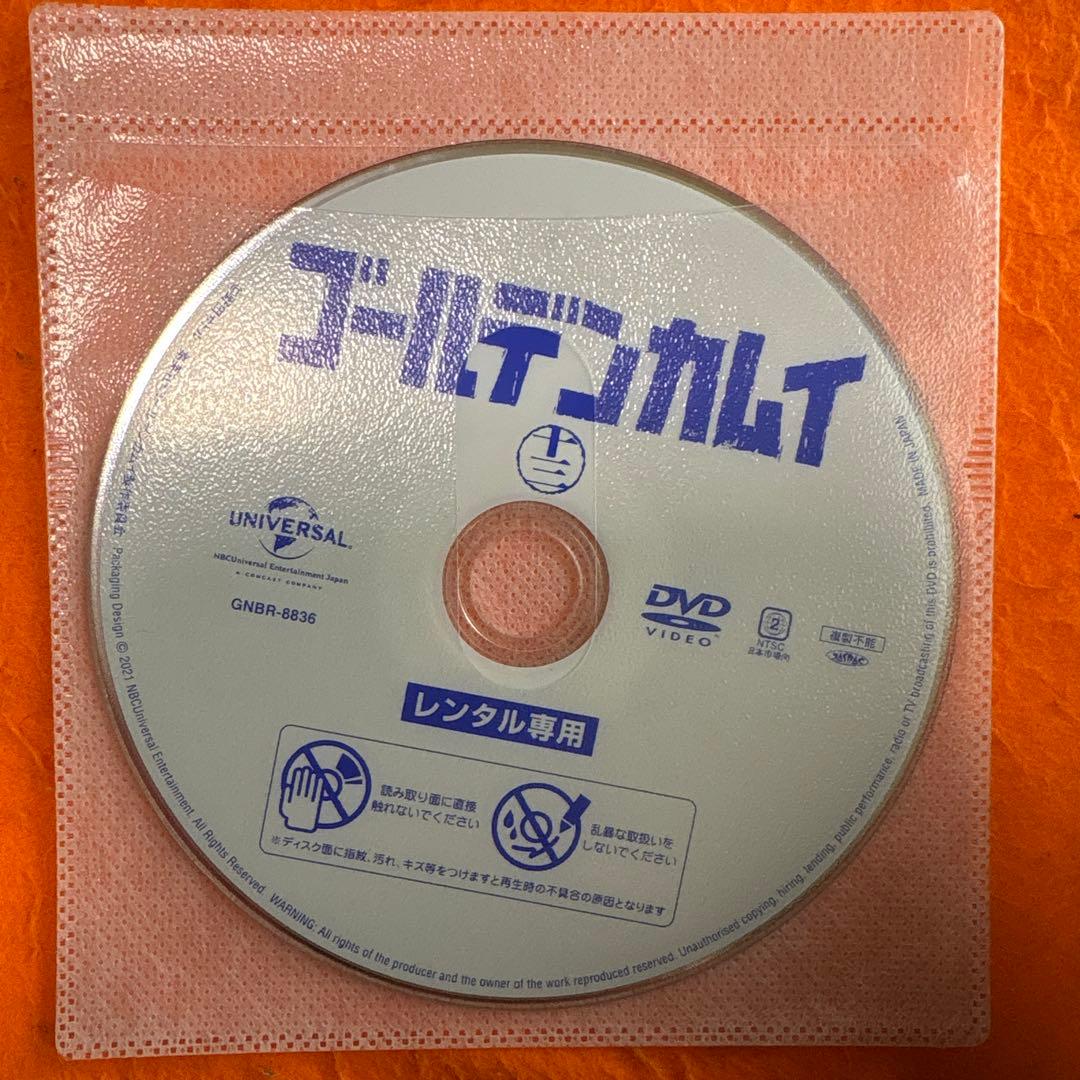 ゴールデンカムイ
十三
UNIVERSAL
NBCUniversal Entertainment Japan
A COMCAST COMPANY
GNBR-8836
DVD
VIDEO
2
NTSC
日本市場向
複製不能
レンタル専用
読み取り面に直接
触れないでください
乱暴な取扱いを
しないでください
※ディスク面に指紋、汚れ、キズ等をつけますと再生時の不具合の原因となります
Packaging Design © 2021 NBCUniversal Entertainment. All Rights Reserved. WARNING: All rights of the producer and the owner of the work reproduced reserved. Unauthorised copying, hiring, lending, public performance, radio or TV broadcasting of this DVD is prohibited. MADE IN JAPAN